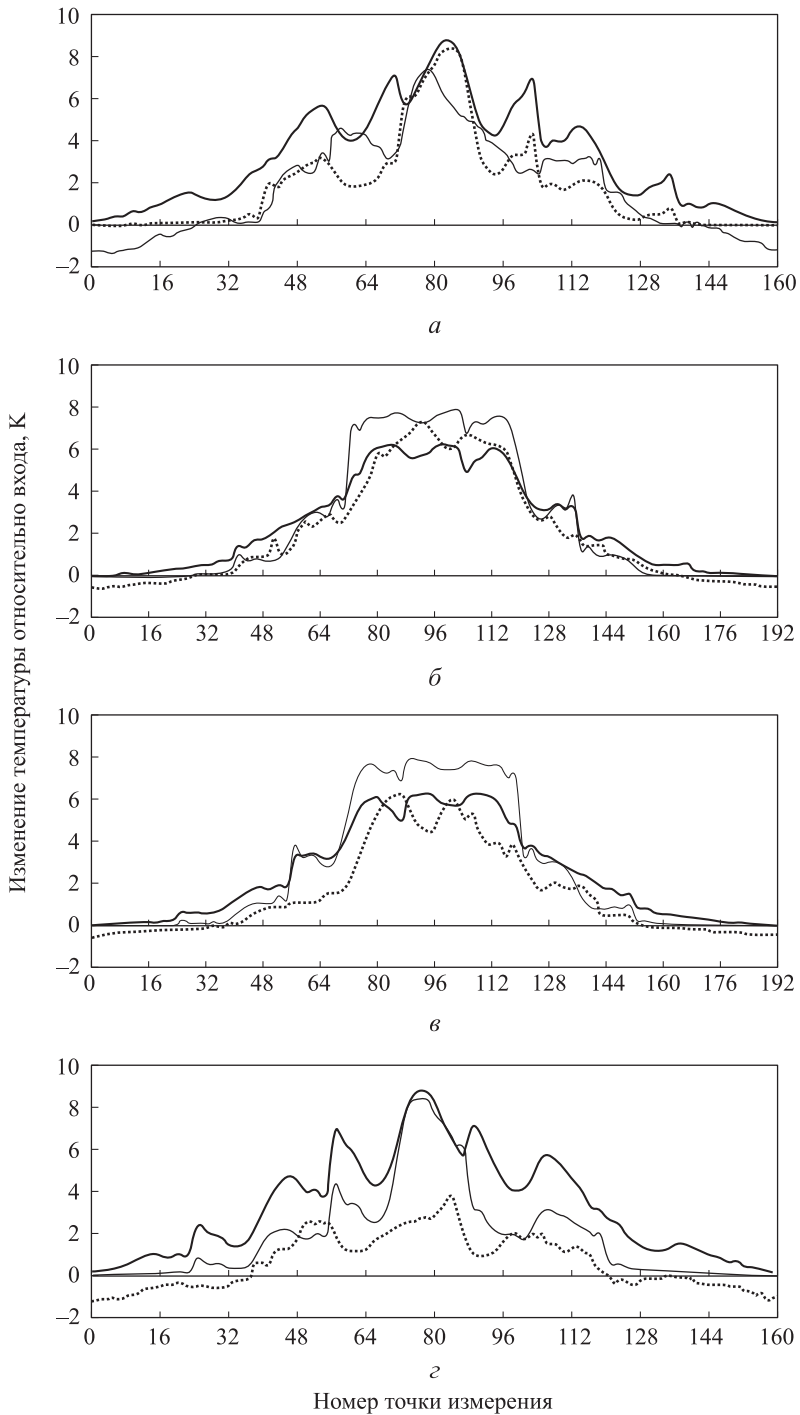 10
8
6
4
2
0
–2
0 16 32 48 64 80 96 112 128 144 160
а
10
8
6
4
2
0
–2
0 16 32 48 64 80 96 112 128 144 160 176 192
б
Изменение температуры относительно входа, К
10
8
6
4
2
0
–2
0 16 32 48 64 80 96 112 128 144 160 176 192
в
10
8
6
4
2
0
–2
0 16 32 48 64 80 96 112 128 144 160
г
Номер точки измерения